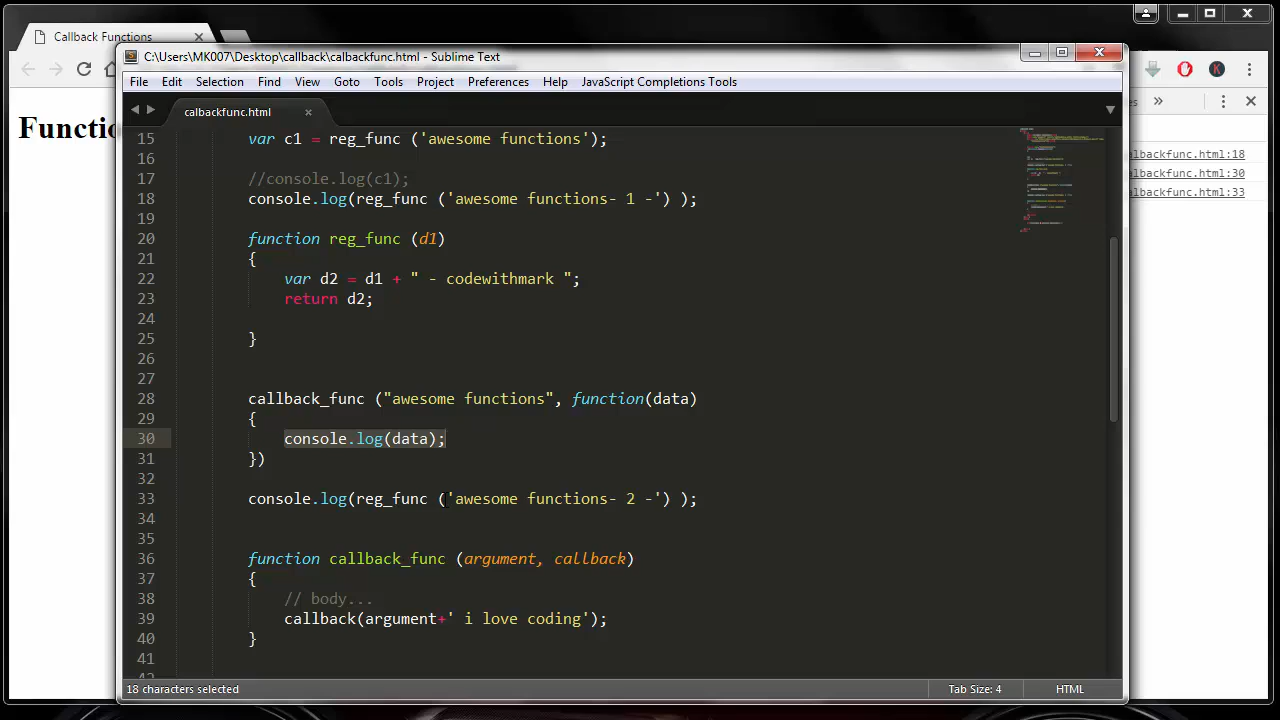 Callback Functions
C:\Users\MK007\Desktop\callback\calbackfunc.html - Sublime Text
File Edit Selection Find View Goto Tools Project Preferences Help JavaScript Completions Tools
calbackfunc.html
Functio
15 var c1 = reg_func ('awesome functions');
16
17 //console.log(c1);
18 console.log(reg_func ('awesome functions- 1 -') );
19
20 function reg_func (d1)
21 {
22 var d2 = d1 + " - codewithmark ";
23 return d2;
24
25 }
26
27
28 callback_func ("awesome functions", function(data)
29 {
30 console.log(data);
31 })
32
33 console.log(reg_func ('awesome functions- 2 -') );
34
35
36 function callback_func (argument, callback)
37 {
38 // body...
39 callback(argument+' i love coding');
40 }
41
es »
lbackfunc.html:18
lbackfunc.html:30
lbackfunc.html:33
18 characters selected
Tab Size: 4
HTML